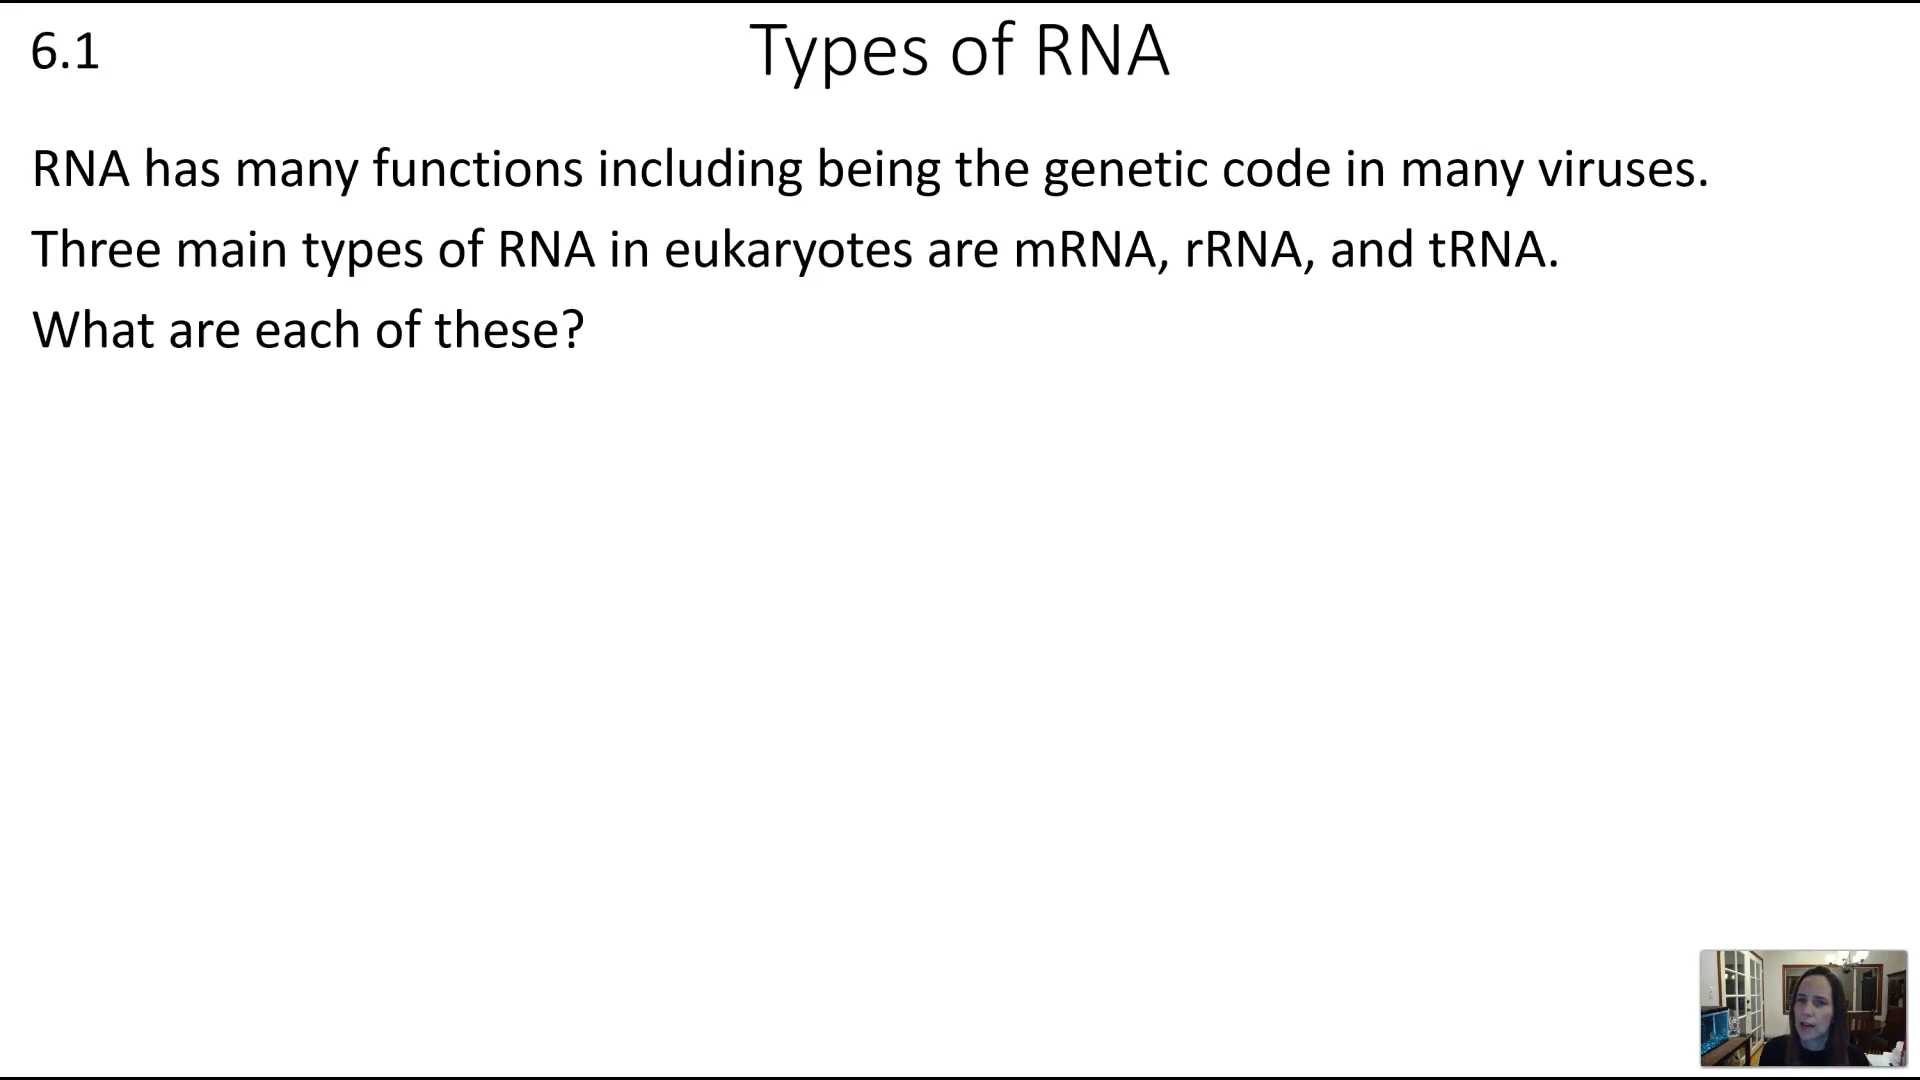 6.1
Types of RNA
RNA has many functions including being the genetic code in many viruses.
Three main types of RNA in eukaryotes are mRNA, rRNA, and tRNA.
What are each of these?